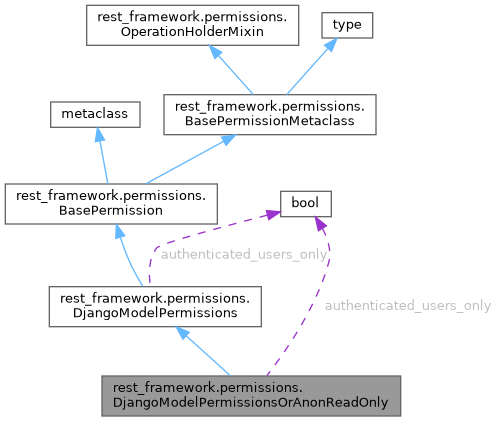 rest_framework.permissions.
OperationHolderMixin
type
rest_framework.permissions.
BasePermissionMetaclass
metaclass
rest_framework.permissions.
BasePermission
bool
authenticated_users_only
rest_framework.permissions.
DjangoModelPermissions
authenticated_users_only
rest_framework.permissions.
DjangoModelPermissionsOrAnonReadOnly